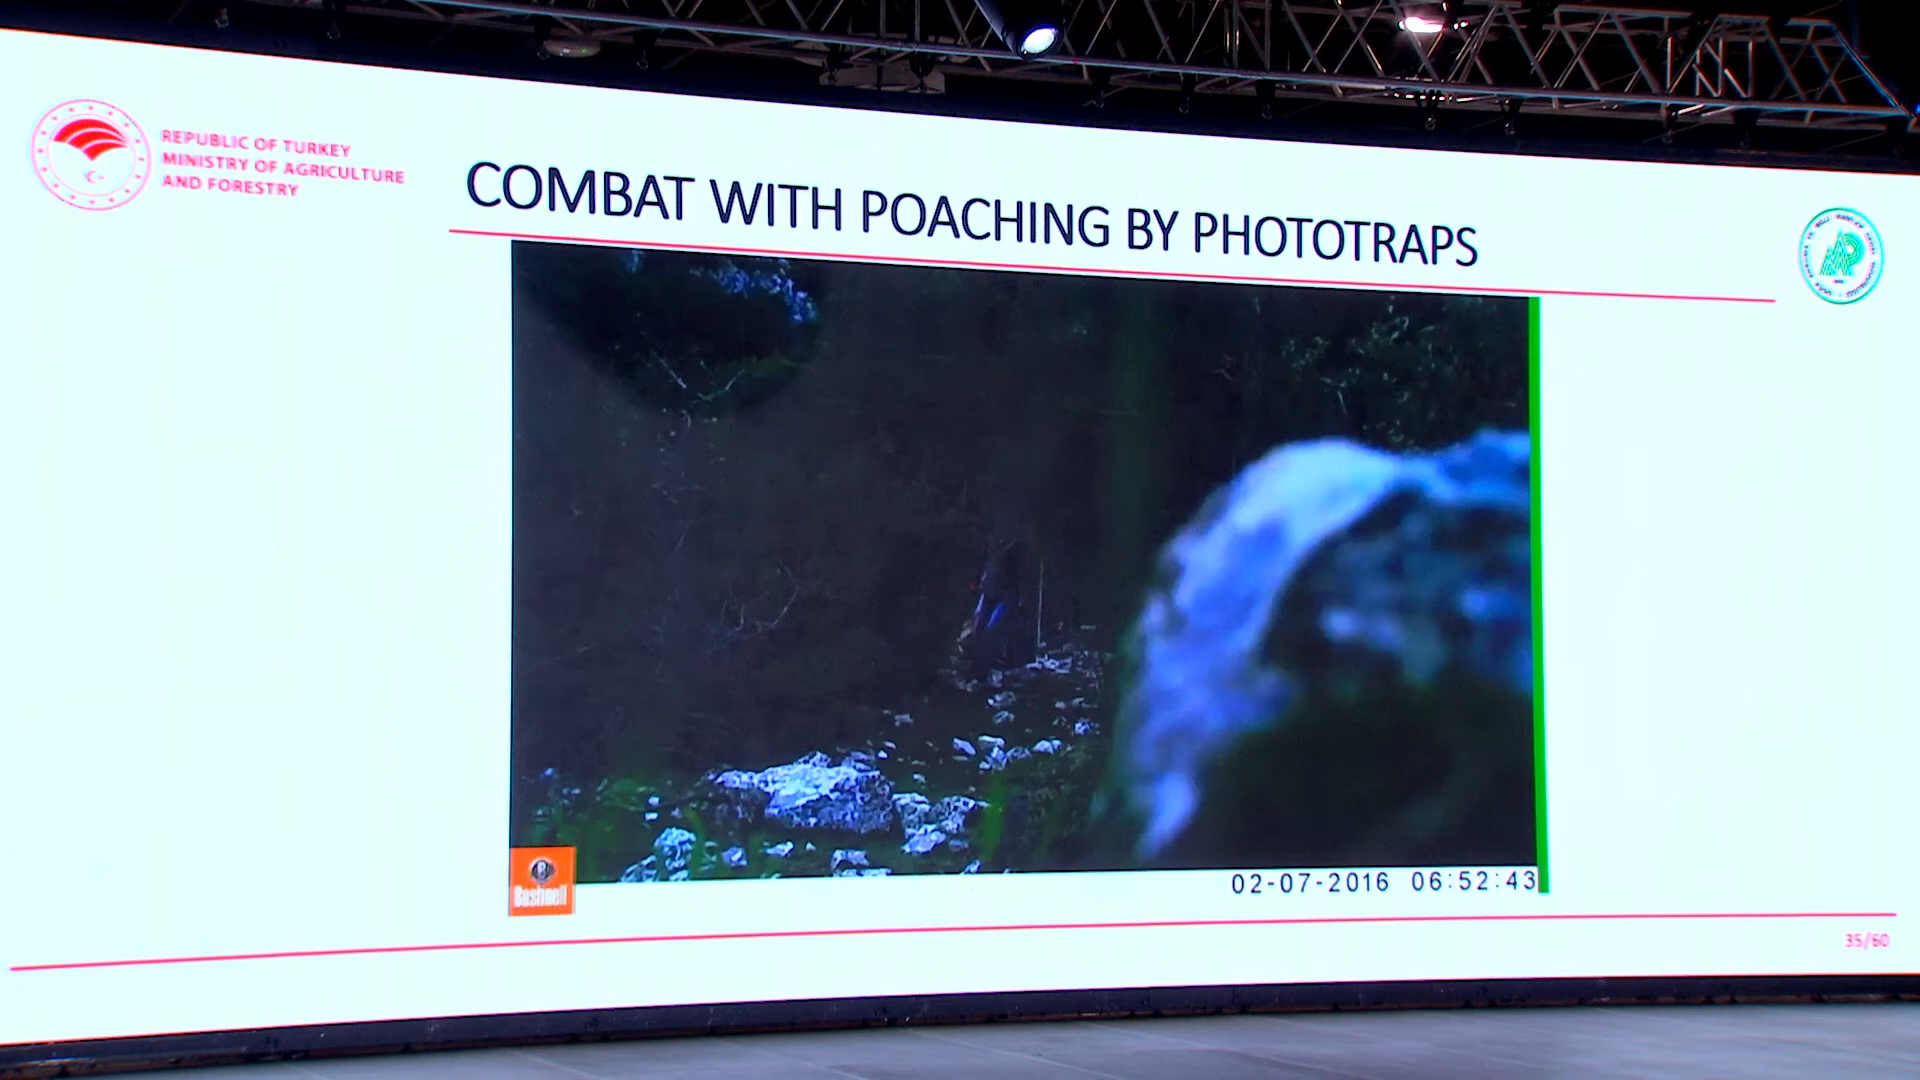 REPUBLIC OF TURKEY
MINISTRY OF AGRICULTURE
AND FORESTRY
COMBAT WITH POACHING BY PHOTOTRAPS
Bushnell
02-07-2016 06:52:43
35/60